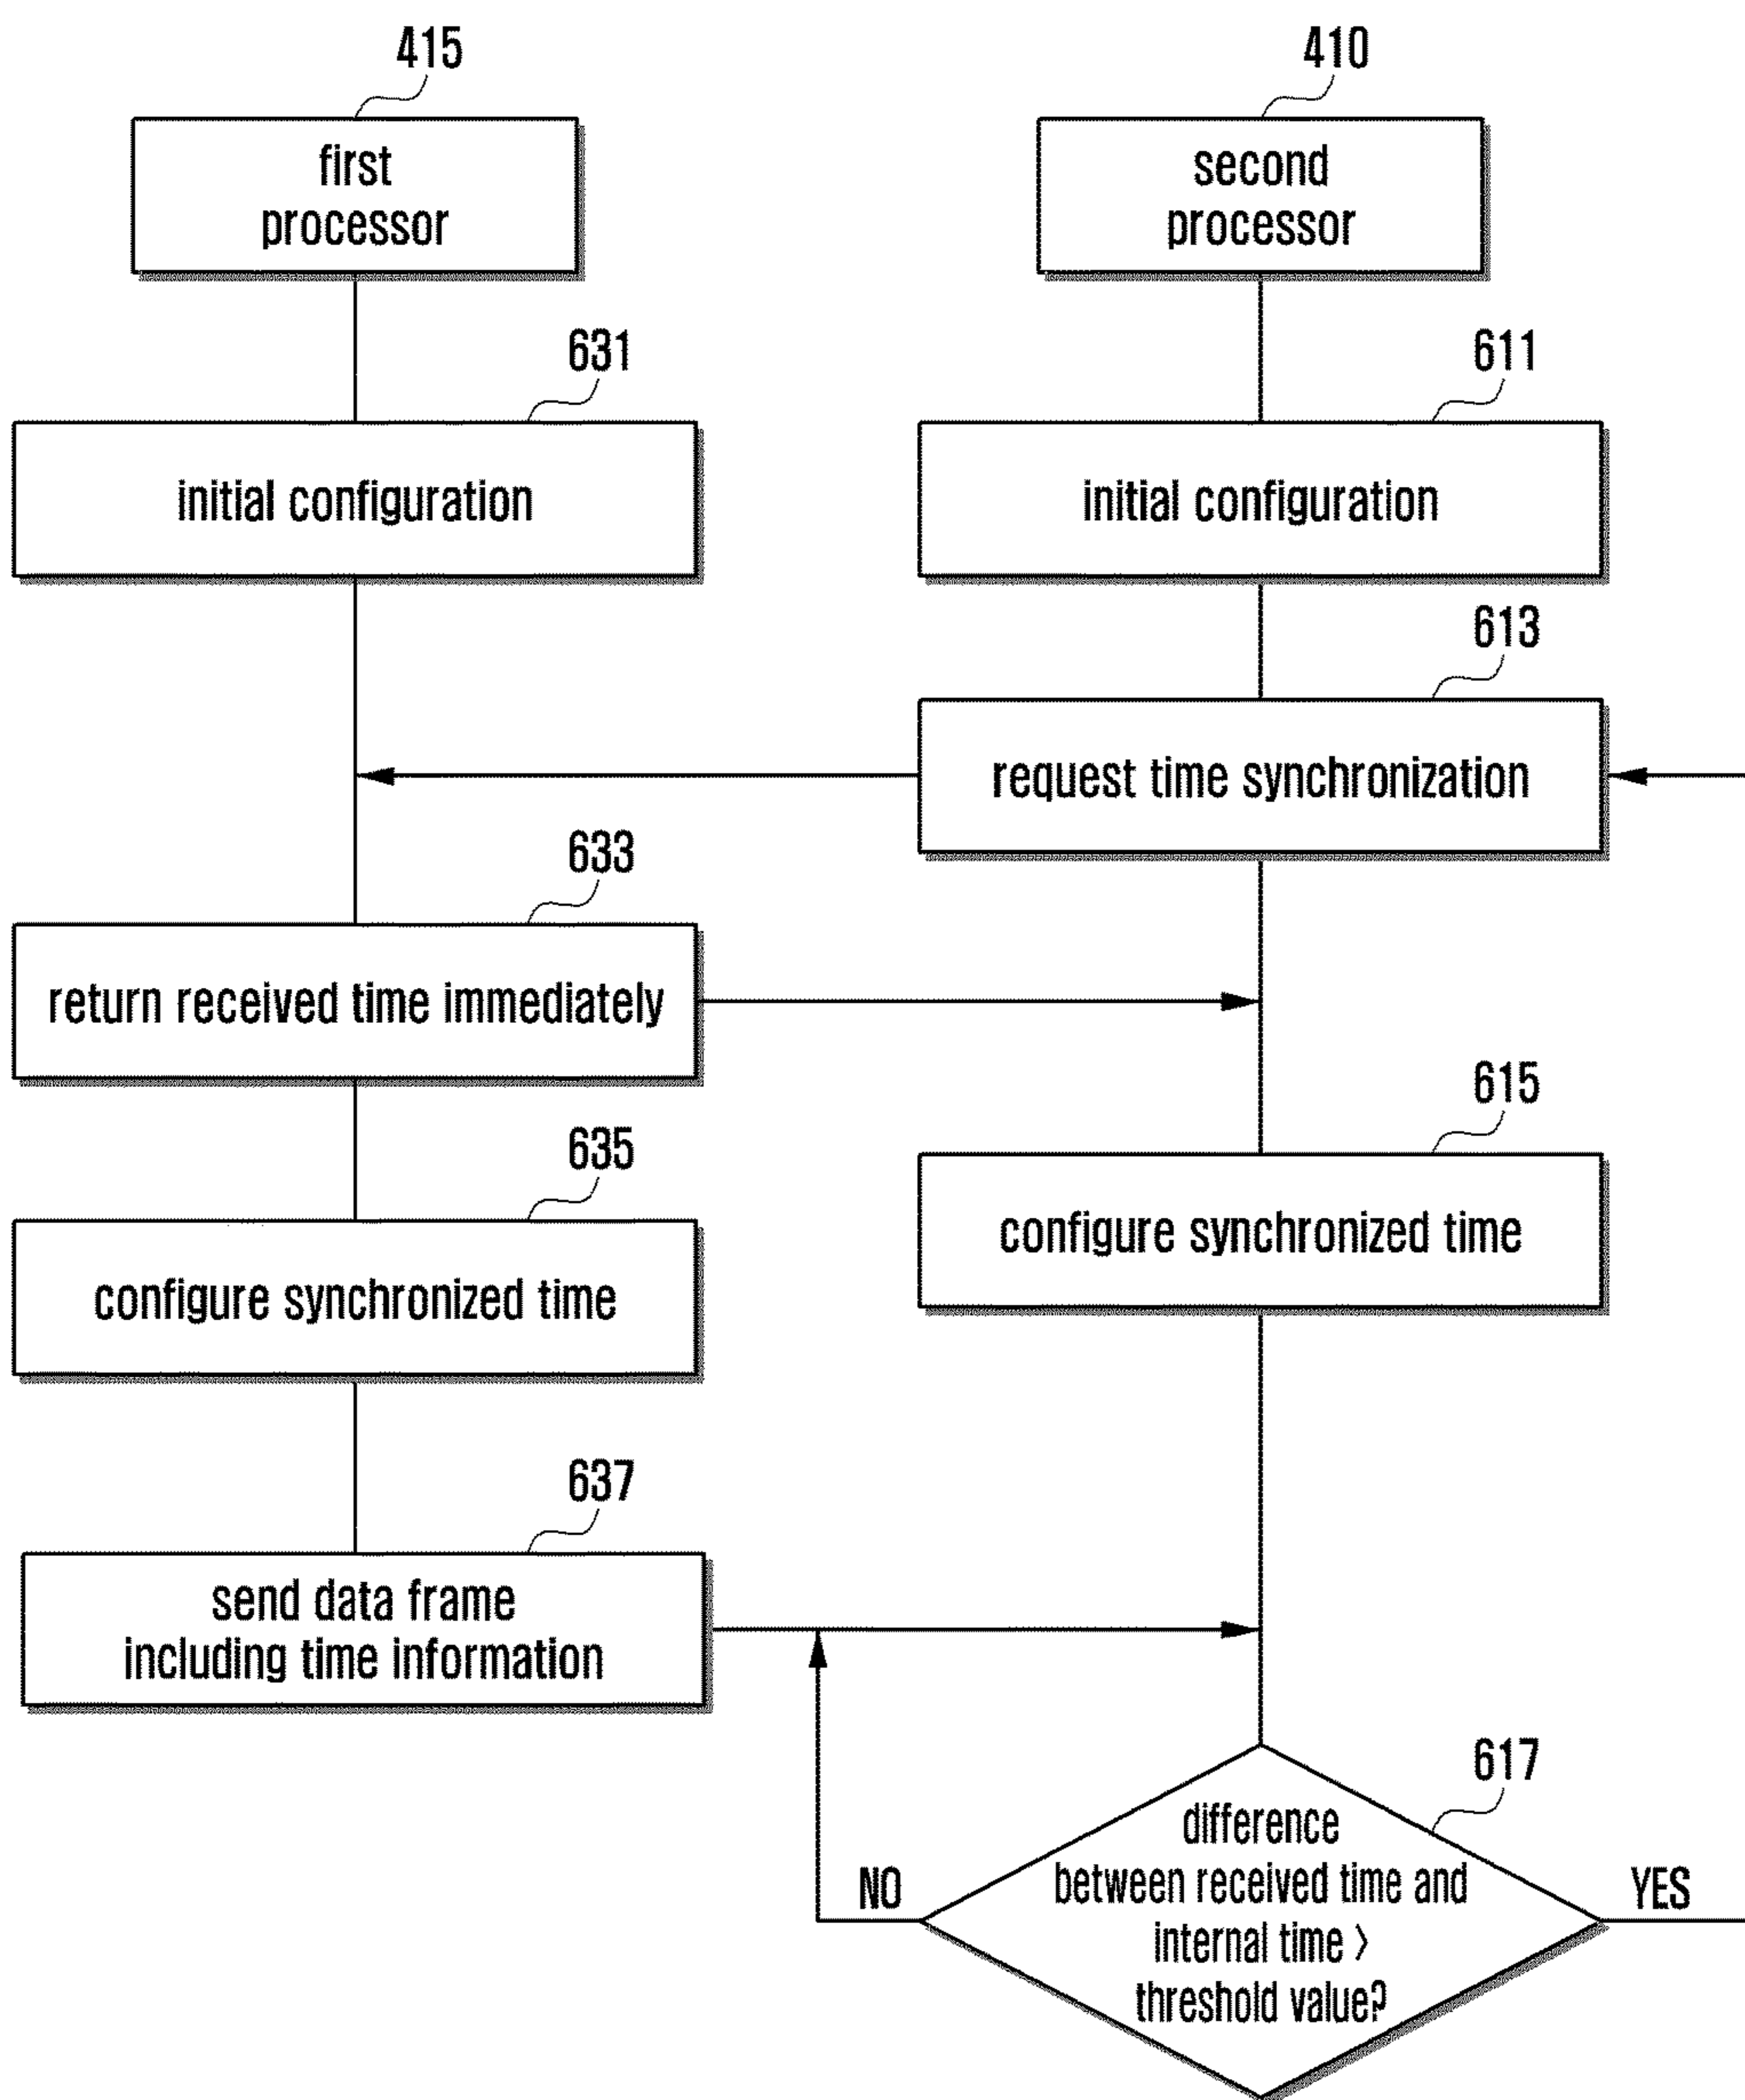 415
410
first
processor
second
processor
631
611
initial configuration
initial configuration
613
request time synchronization
633
return received time immediately
615
configure synchronized time
635
configure synchronized time
637
send data frame
including time information
617
difference
between received time and
internal time >
threshold value?
NO
YES